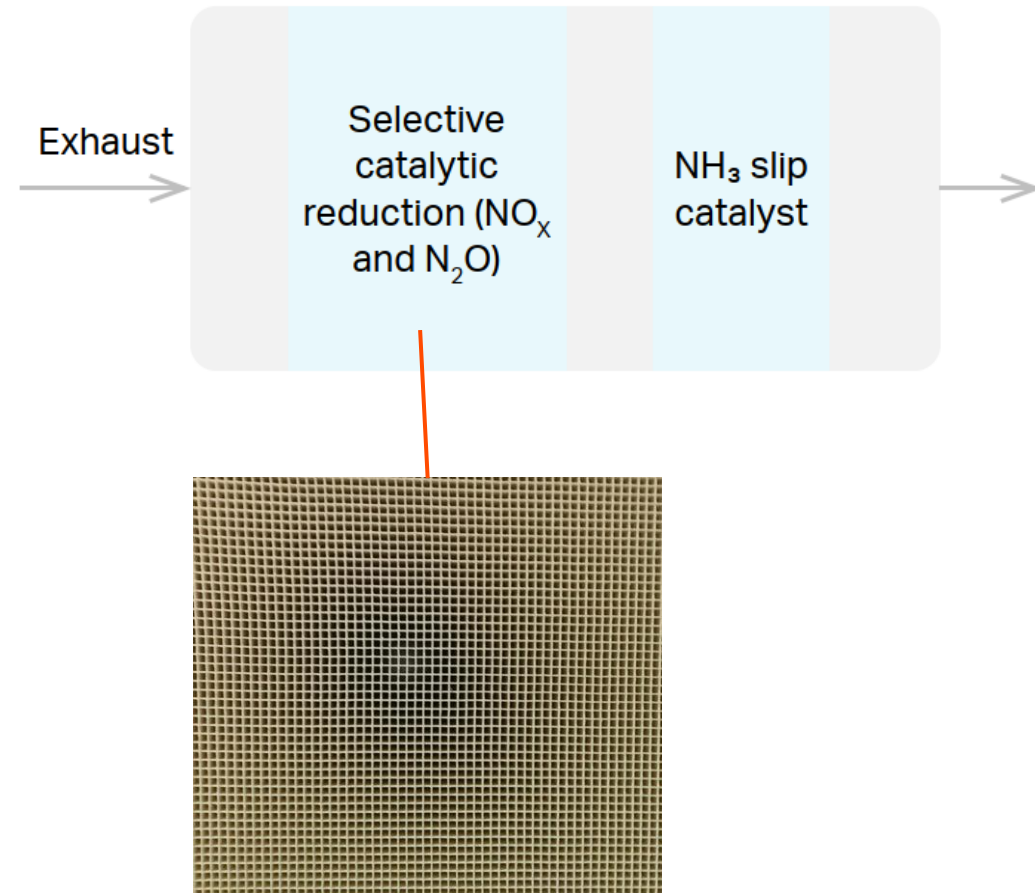 Exhaust
Selective
catalytic
reduction (NOₓ
and N₂O)
NH₃ slip
catalyst